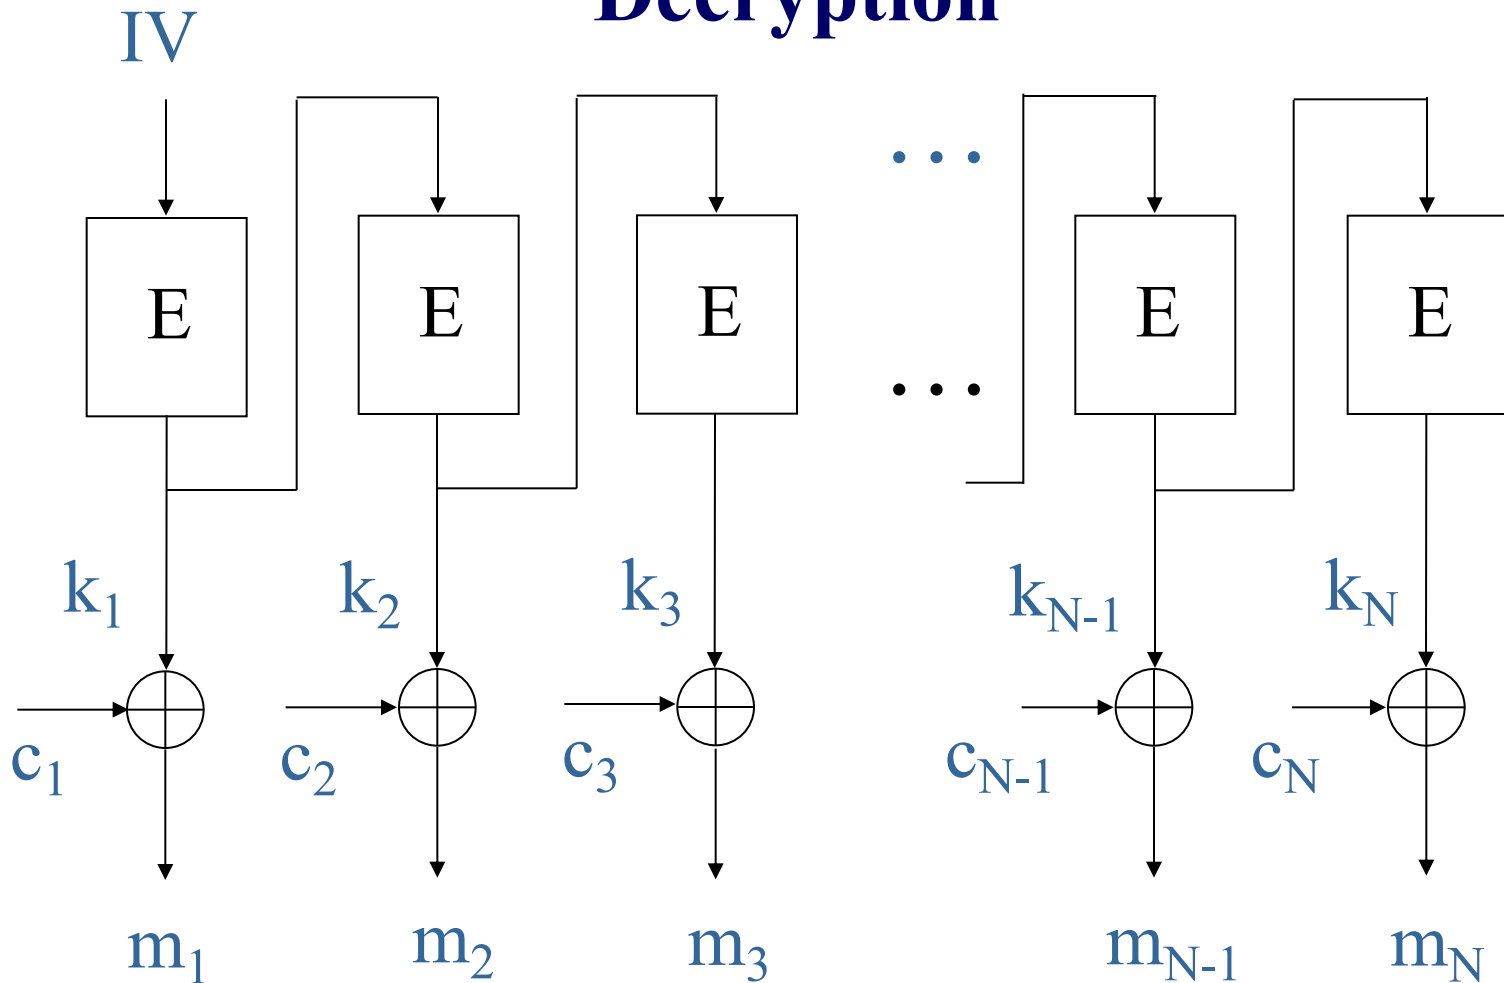 Decryption
IV
. . .
E E E E E
. . .
k1 k2 k3 kN-1 kN
c1 c2 c3 cN-1 cN
m1 m2 m3 mN-1 mN